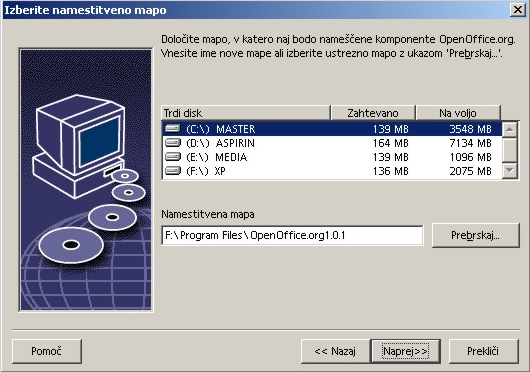 Izberite namestitveno mapo
Določite mapo, v katero naj bodo nameščene komponente OpenOffice.org.
Vnesite ime nove mape ali izberite ustrezno mapo z ukazom 'Prebrskaj...'.
Trdi disk Zahtevano Na voljo
(C:\) MASTER 139 MB 3548 MB
(D:\) ASPIRIN 164 MB 7134 MB
(E:\) MEDIA 139 MB 1096 MB
(F:\) XP 136 MB 2075 MB
Namestitvena mapa
F:\Program Files\OpenOffice.org1.0.1 Prebrskaj...
Pomoč << Nazaj Naprej>> Prekliči